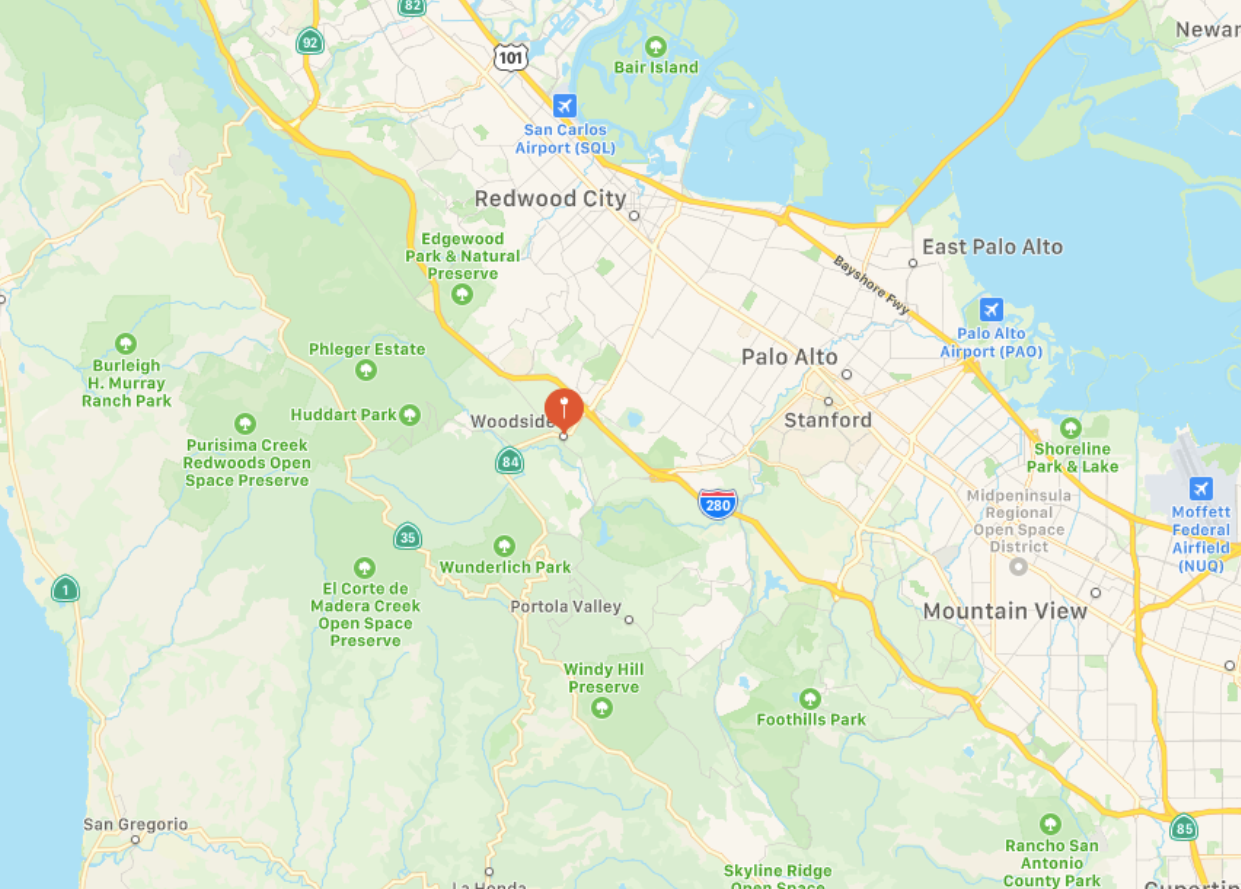 82
92
101
Newar
Bair Island
San Carlos
Airport (SQL)
Redwood City
Edgewood
Park & Natural
Preserve
East Palo Alto
Bayshore Fwy
Palo Alto
Airport (PAO)
Burleigh
H. Murray
Ranch Park
Phleger Estate
Palo Alto
Huddart Park
Woodside
Stanford
Purisima Creek
Redwoods Open
Space Preserve
84
Shoreline
Park & Lake
280
Midpeninsula
Regional
Open Space
District
Moffett
Federal
Airfield
(NUQ)
35
Wunderlich Park
1
El Corte de
Madera Creek
Open Space
Preserve
Portola Valley
Mountain View
Windy Hill
Preserve
Foothills Park
San Gregorio
85
Rancho San
Antonio
County Park
Skyline Ridge
Open Space
La Honda
Cupertin